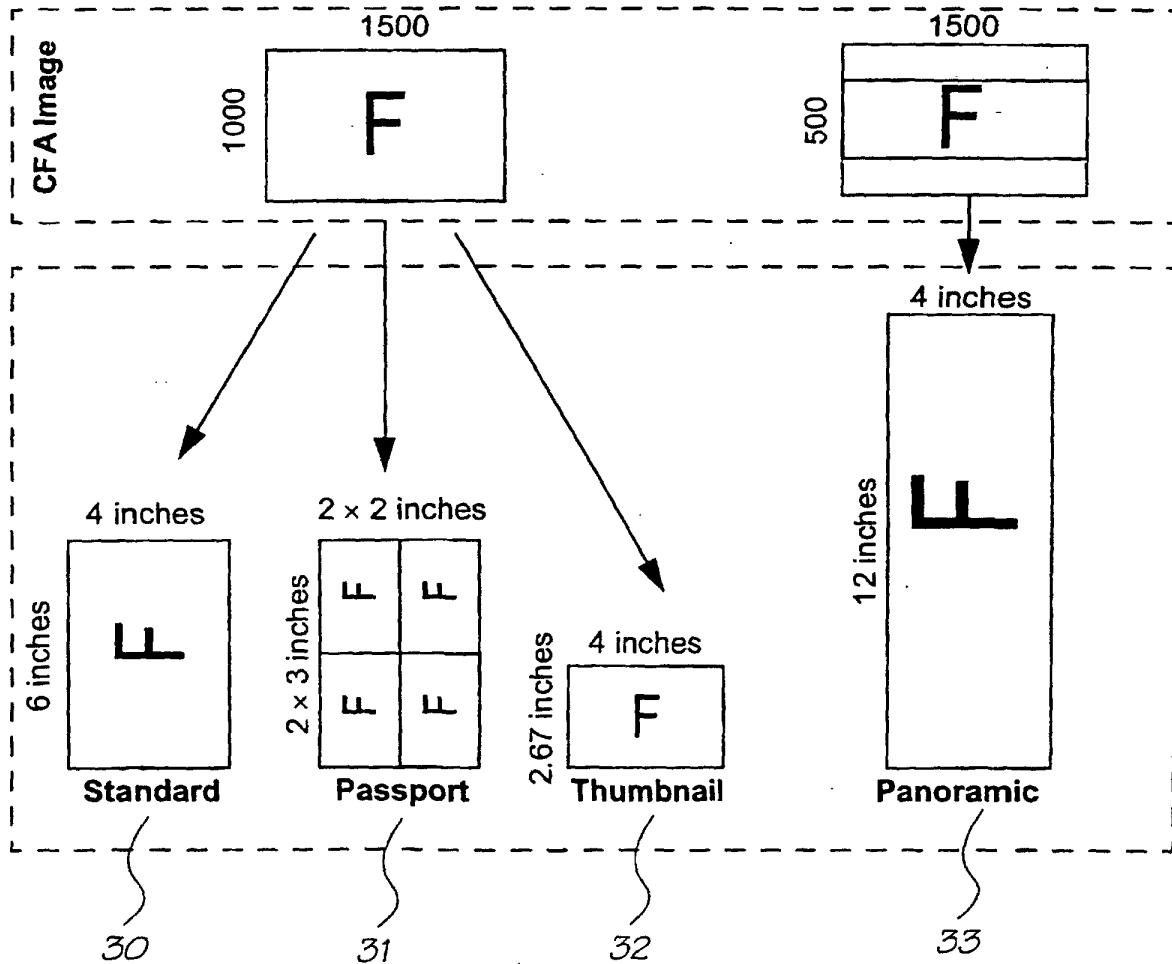 CFA Image
1500
1000
F
1500
500
F
4 inches
6 inches
F
Standard
2 × 2 inches
2 × 3 inches
F F
F F
Passport
4 inches
2.67 inches
F
Thumbnail
4 inches
12 inches
F
Panoramic
30 31 32 33